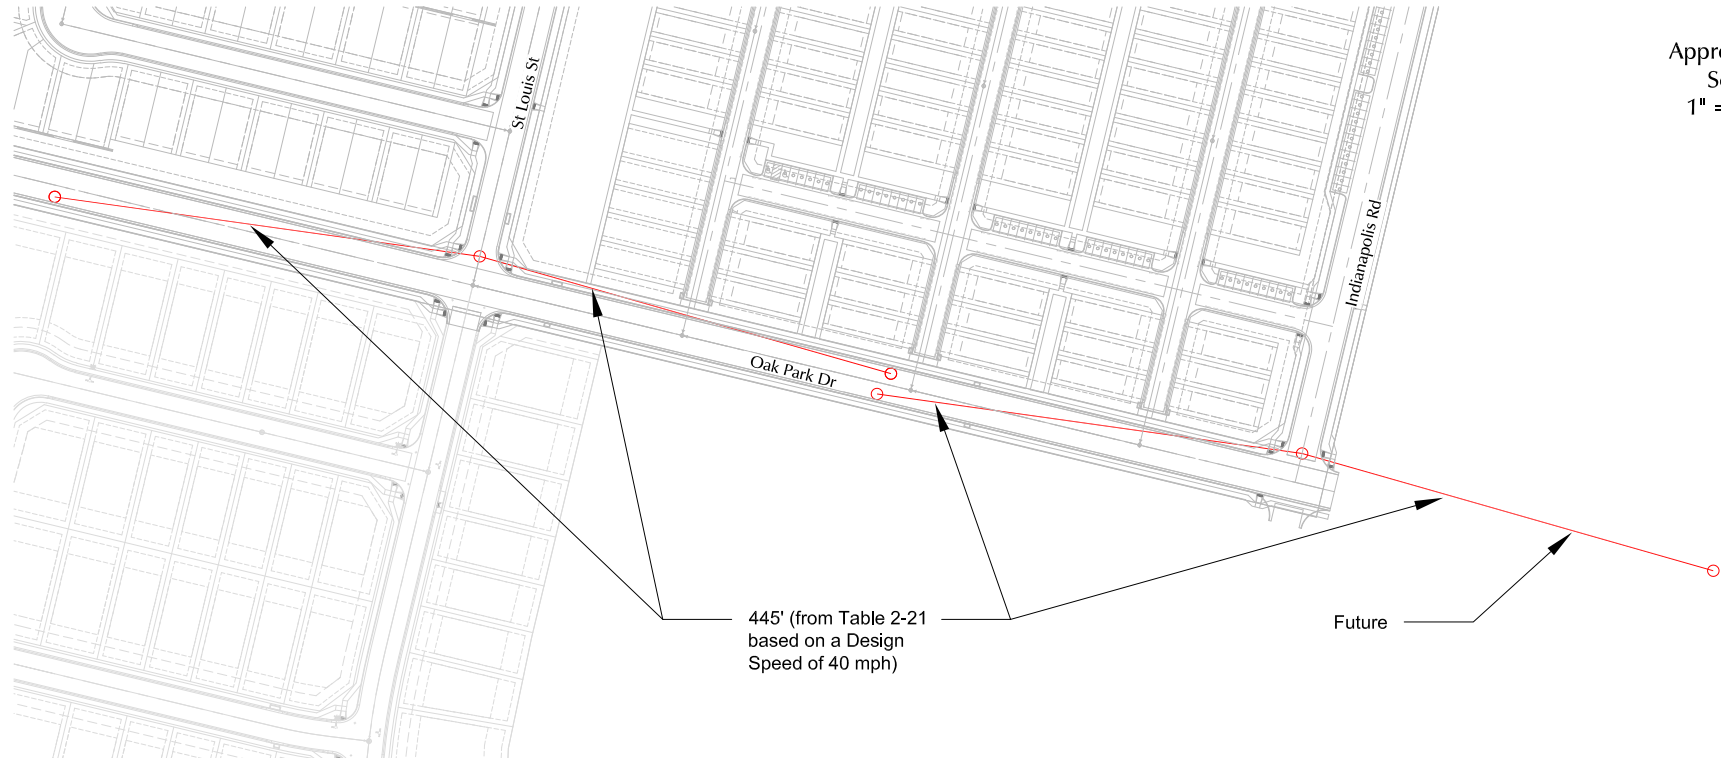 St Louis St
Indianapolis Rd
Oak Park Dr
1" =
445' (from Table 2-21
based on a Design
Speed of 40 mph)
Future